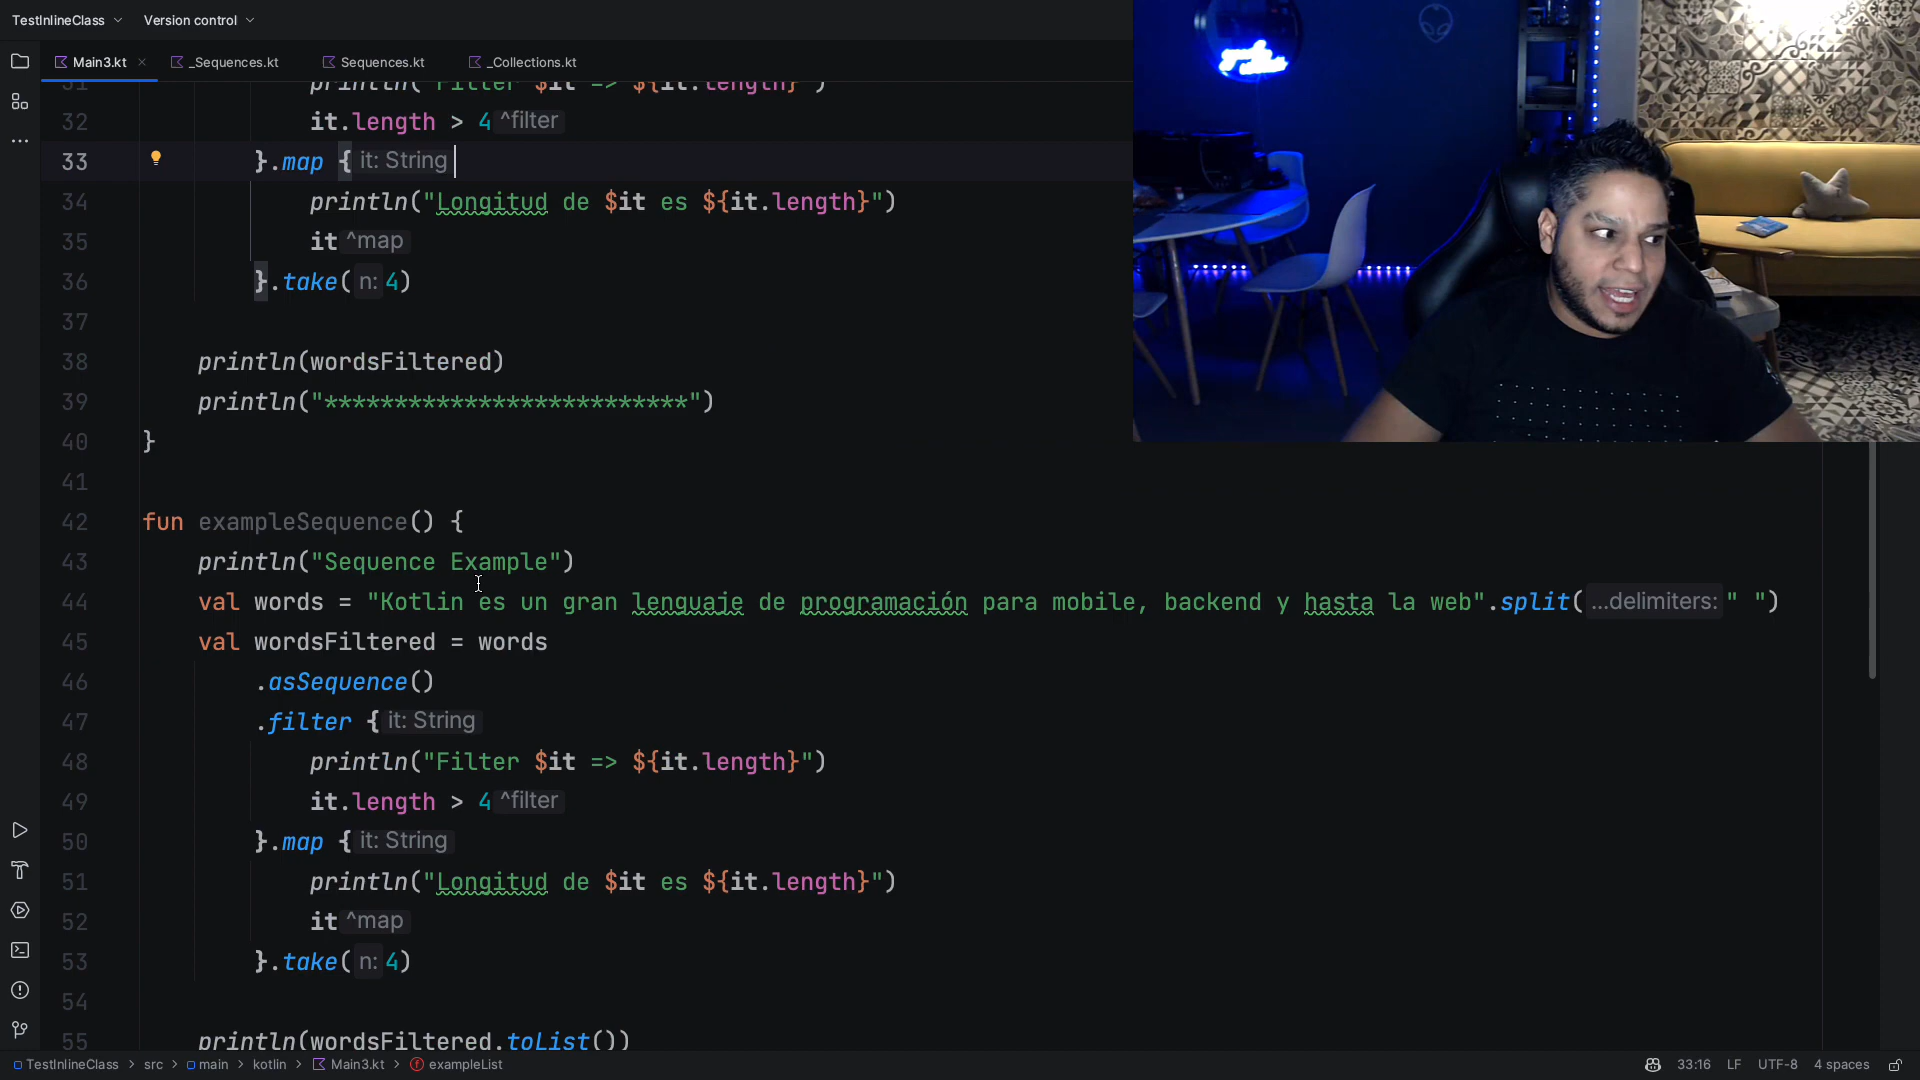 TestInlineClass Version control
Main3.kt _Sequences.kt Sequences.kt _Collections.kt
31 println("Filter $it => ${it.length}")
32 it.length > 4 ^filter
33 }.map { it: String
34 println("Longitud de $it es ${it.length}")
35 it ^map
36 }.take( n: 4)
37
38 println(wordsFiltered)
39 println("**************************")
40 }
41
42 fun exampleSequence() {
43 println("Sequence Example")
44 val words = "Kotlin es un gran lenguaje de programación para mobile, backend y hasta la web".split( ...delimiters: " ")
45 val wordsFiltered = words
46 .asSequence()
47 .filter { it: String
48 println("Filter $it => ${it.length}")
49 it.length > 4 ^filter
50 }.map { it: String
51 println("Longitud de $it es ${it.length}")
52 it ^map
53 }.take( n: 4)
54
55 println(wordsFiltered.toList())
TestInlineClass > src > main > kotlin > Main3.kt > exampleList 33:16 LF UTF-8 4 spaces